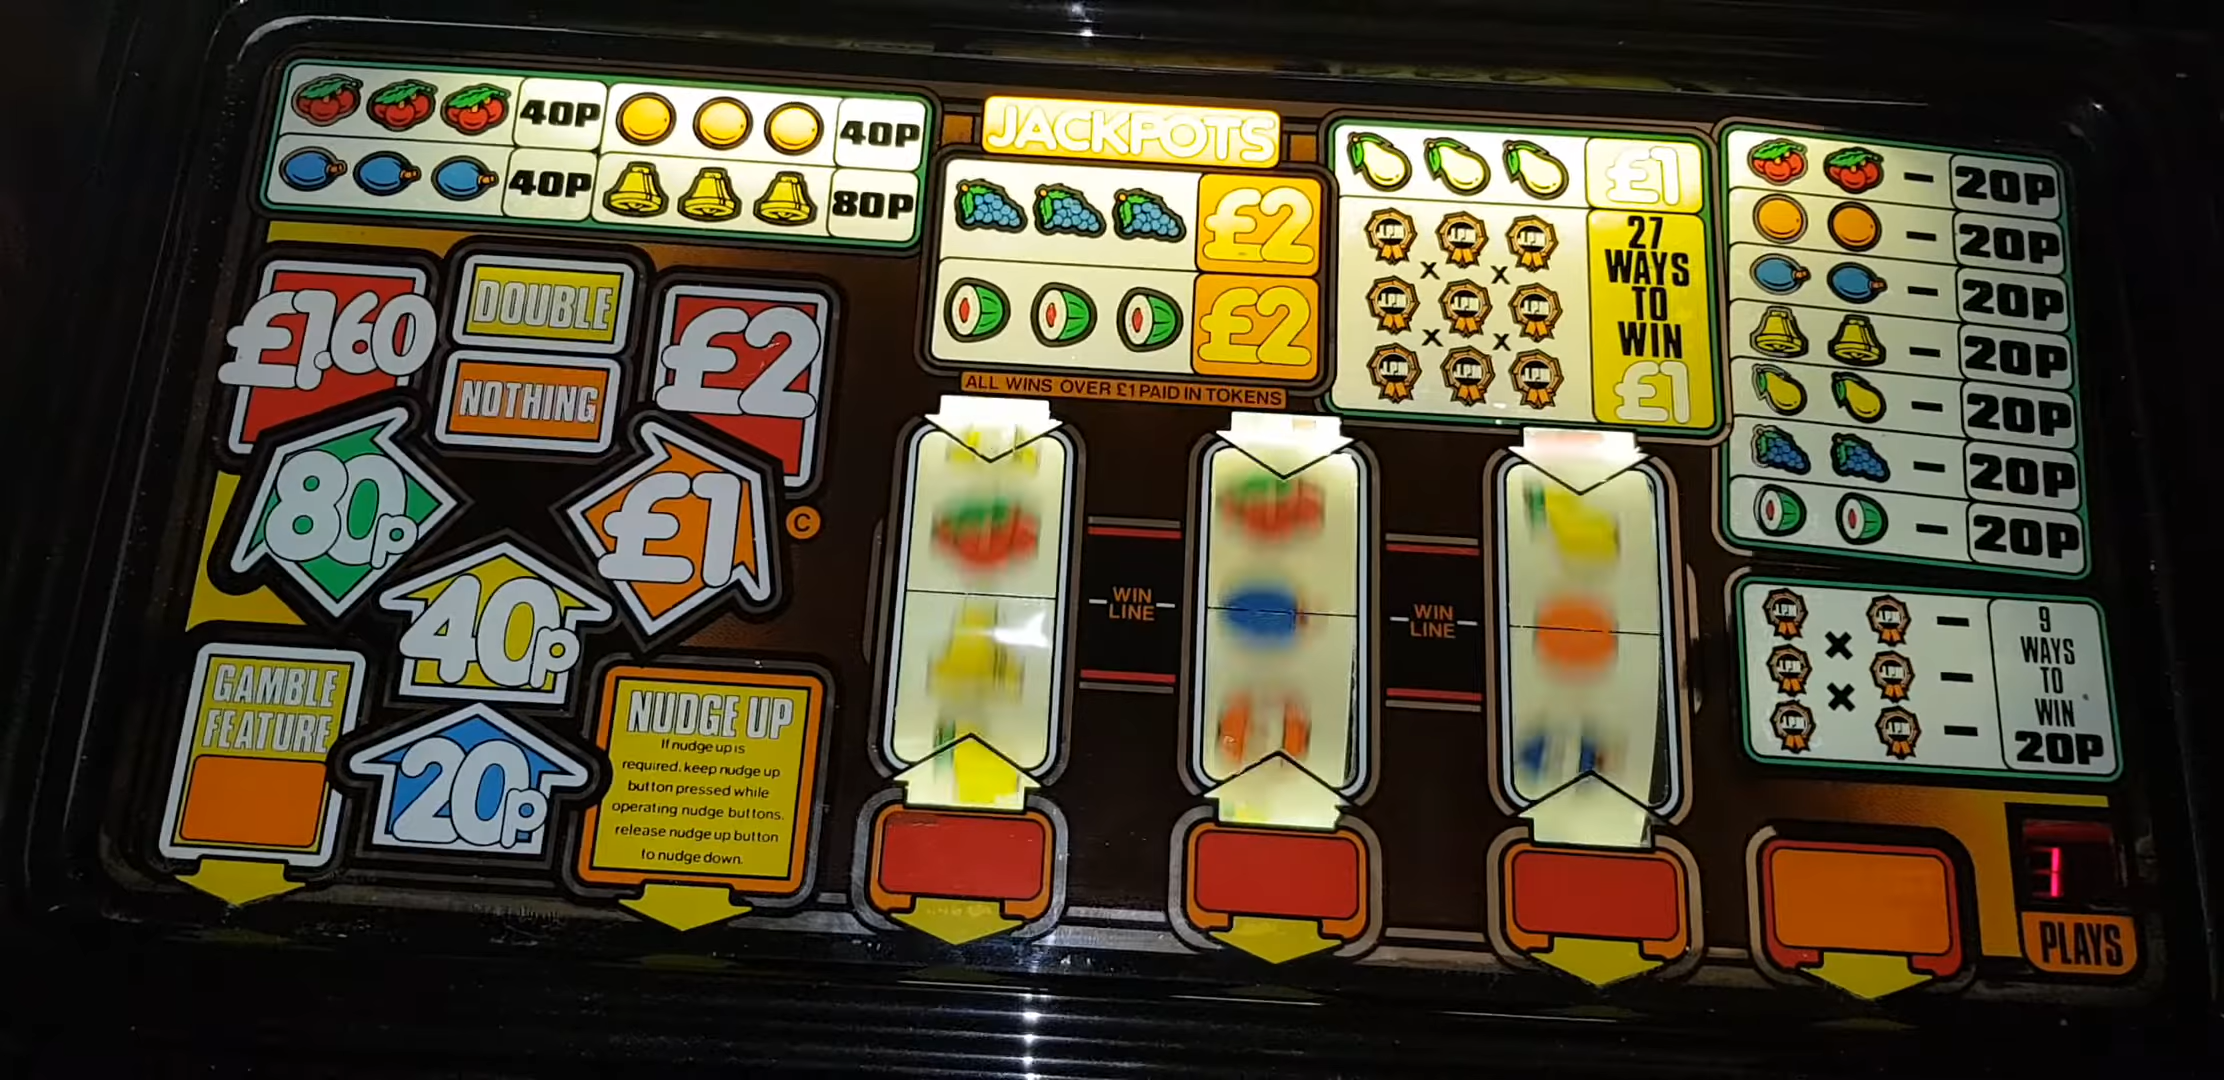 40P
40P
40P
80P
JACKPOTS
£2
£2
ALL WINS OVER £1 PAID IN TOKENS
£1
J.P.M J.P.M J.P.M
X X
J.P.M J.P.M J.P.M
X X
J.P.M J.P.M J.P.M
27
WAYS
TO
WIN
£1
– 20P
– 20P
– 20P
– 20P
– 20P
– 20P
– 20P
J.P.M J.P.M –
X
J.P.M J.P.M –
X
J.P.M J.P.M –
9
WAYS
TO
WIN
20P
£1.60
DOUBLE
NOTHING
£2
80p
£1
C
40p
20p
GAMBLE
FEATURE
NUDGE UP
If nudge up is
required, keep nudge up
button pressed while
operating nudge buttons.
release nudge up button
to nudge down.
–WIN
LINE–
–WIN
LINE–
PLAYS